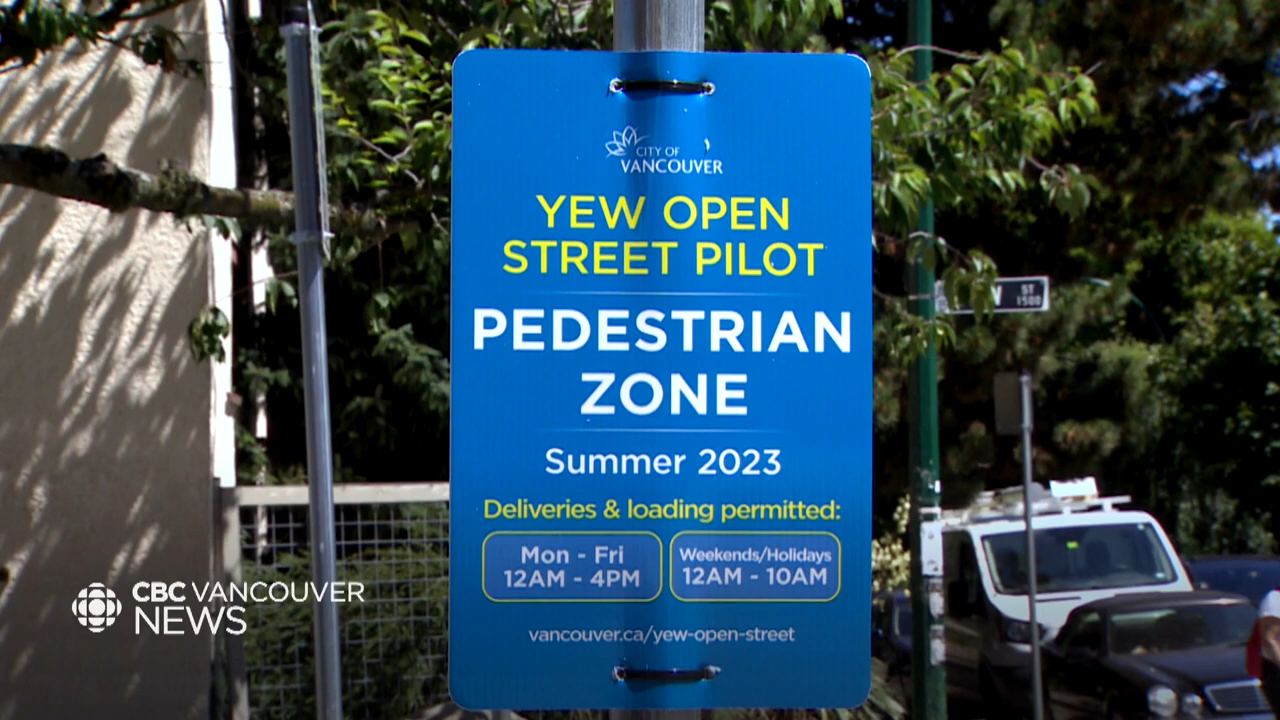 CITY OF
VANCOUVER
YEW OPEN
STREET PILOT
PEDESTRIAN
ZONE
Summer 2023
Deliveries & loading permitted:
Mon - Fri
12AM - 4PM
Weekends/Holidays
12AM - 10AM
vancouver.ca/yew-open-street
ST
1500
CBC VANCOUVER
NEWS